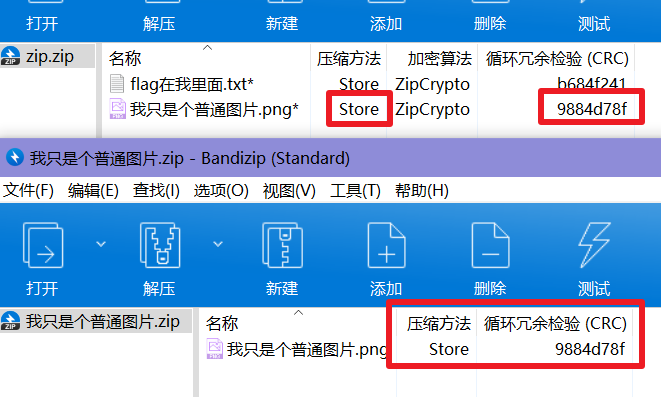 打开 解压 新建 添加 删除 测试
zip.zip
名称 压缩方法 加密算法 循环冗余检验 (CRC)
flag在我里面.txt* Store ZipCrypto b684f241
我只是个普通图片.png* Store ZipCrypto 9884d78f
我只是个普通图片.zip - Bandizip (Standard)
文件(F) 编辑(E) 查找(I) 选项(O) 视图(V) 工具(T) 帮助(H)
打开 解压 新建 添加 删除 测试
我只是个普通图片.zip
名称 压缩方法 循环冗余检验 (CRC)
我只是个普通图片.png Store 9884d78f